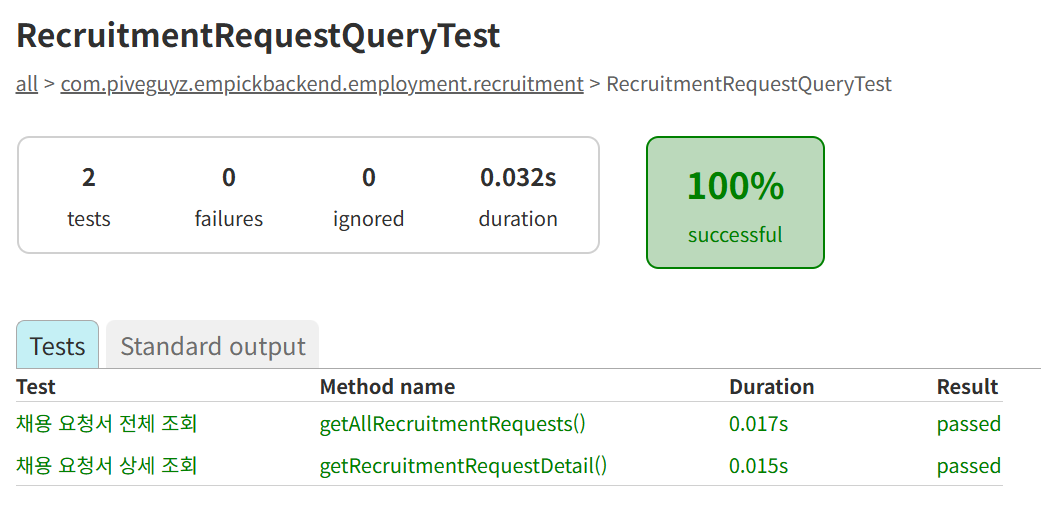 RecruitmentRequestQueryTest
all > com.piveguyz.empickbackend.employment.recruitment > RecruitmentRequestQueryTest
2 0 0 0.032s
tests failures ignored duration
100%
successful
Tests Standard output
Test Method name Duration Result
채용 요청서 전체 조회 getAllRecruitmentRequests() 0.017s passed
채용 요청서 상세 조회 getRecruitmentRequestDetail() 0.015s passed